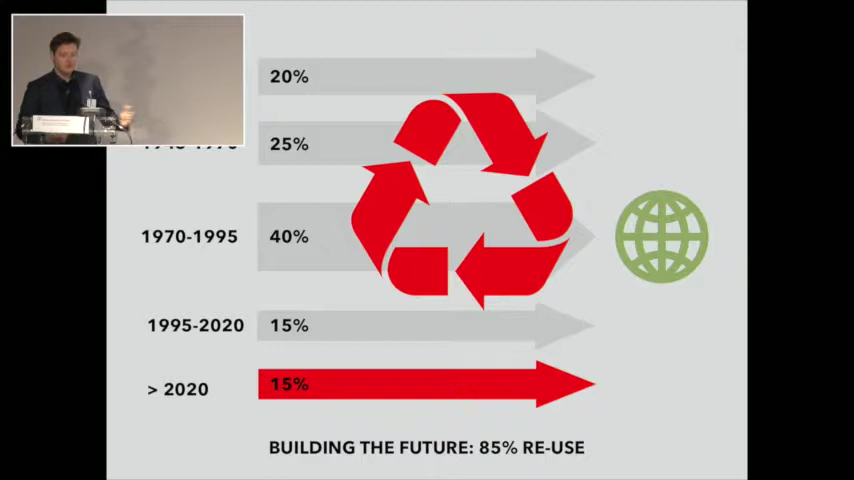 20%
25%
1970-1995 40%
1995-2020 15%
> 2020 15%
BUILDING THE FUTURE: 85% RE-USE